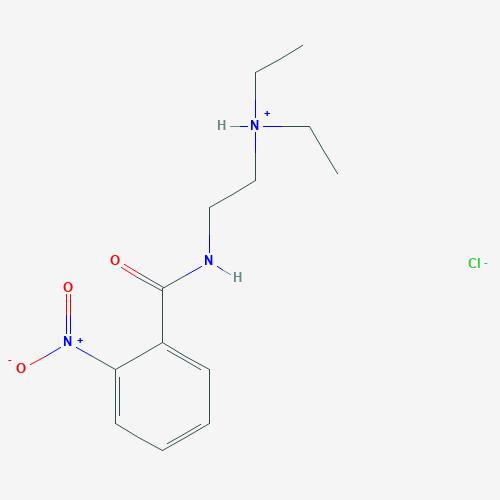 H N +
Cl -
O N H
O
N +
- O